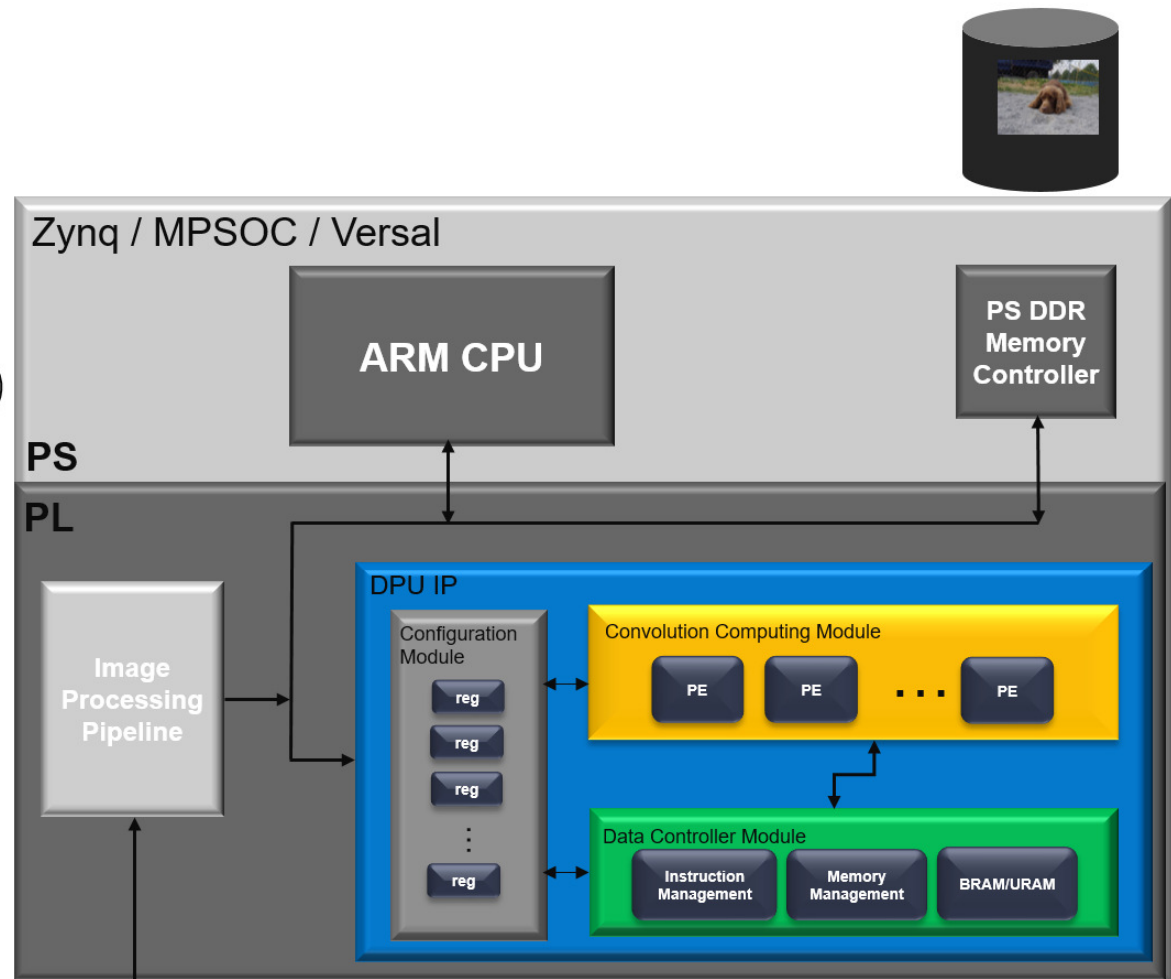 Zynq / MPSOC / Versal
ARM CPU
PS DDR
Memory
Controller
)
PS
PL
Image
Processing
Pipeline
DPU IP
Configuration
Module
reg
reg
reg
⋮
reg
Convolution Computing Module
PE
PE
...
PE
Data Controller Module
Instruction
Management
Memory
Management
BRAM/URAM